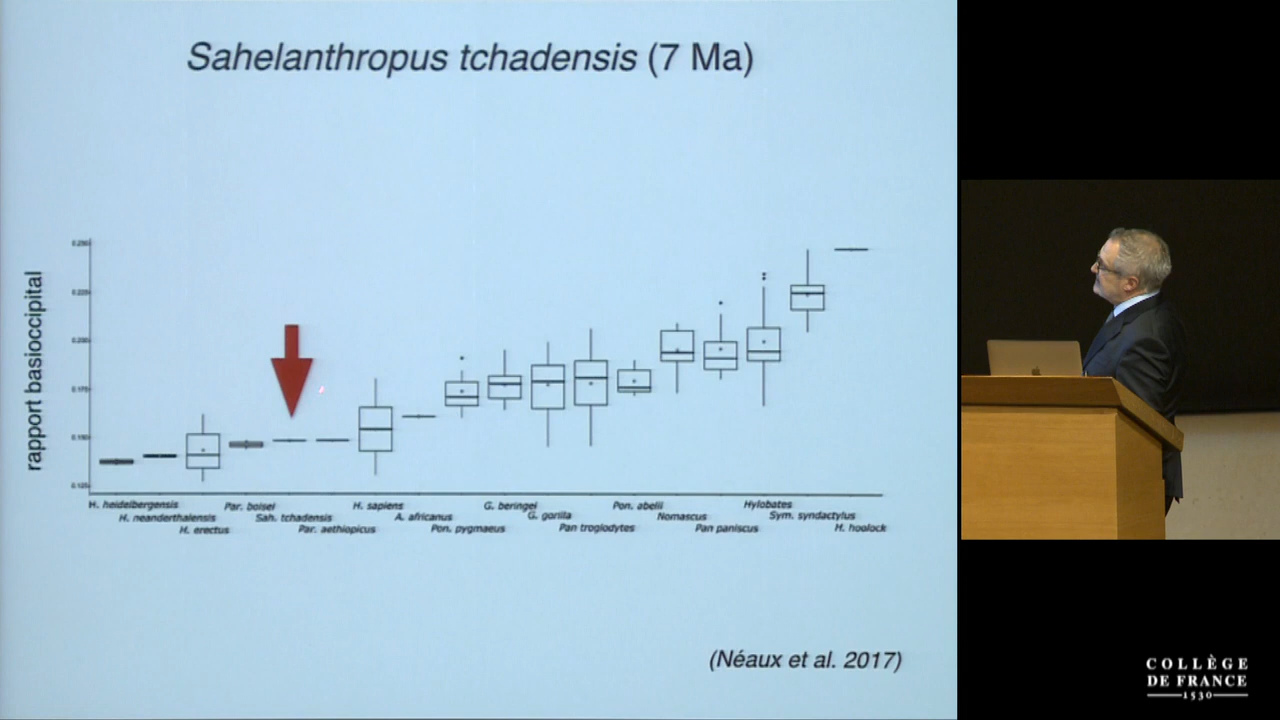 Sahelanthropus tchadensis (7 Ma)
rapport basioccipital
0.250
0.225
0.200
0.175
0.150
0.125
H. heidelbergensis
H. neanderthalensis
H. erectus
Par. boisei
Sah. tchadensis
Par. aethiopicus
H. sapiens
A. africanus
Pon. pygmaeus
G. beringei
G. gorilla
Pan troglodytes
Pon. abelii
Nomascus
Pan paniscus
Hylobates
Sym. syndactylus
H. hoolock
(Néaux et al. 2017)
COLLÈGE
DE FRANCE
1530